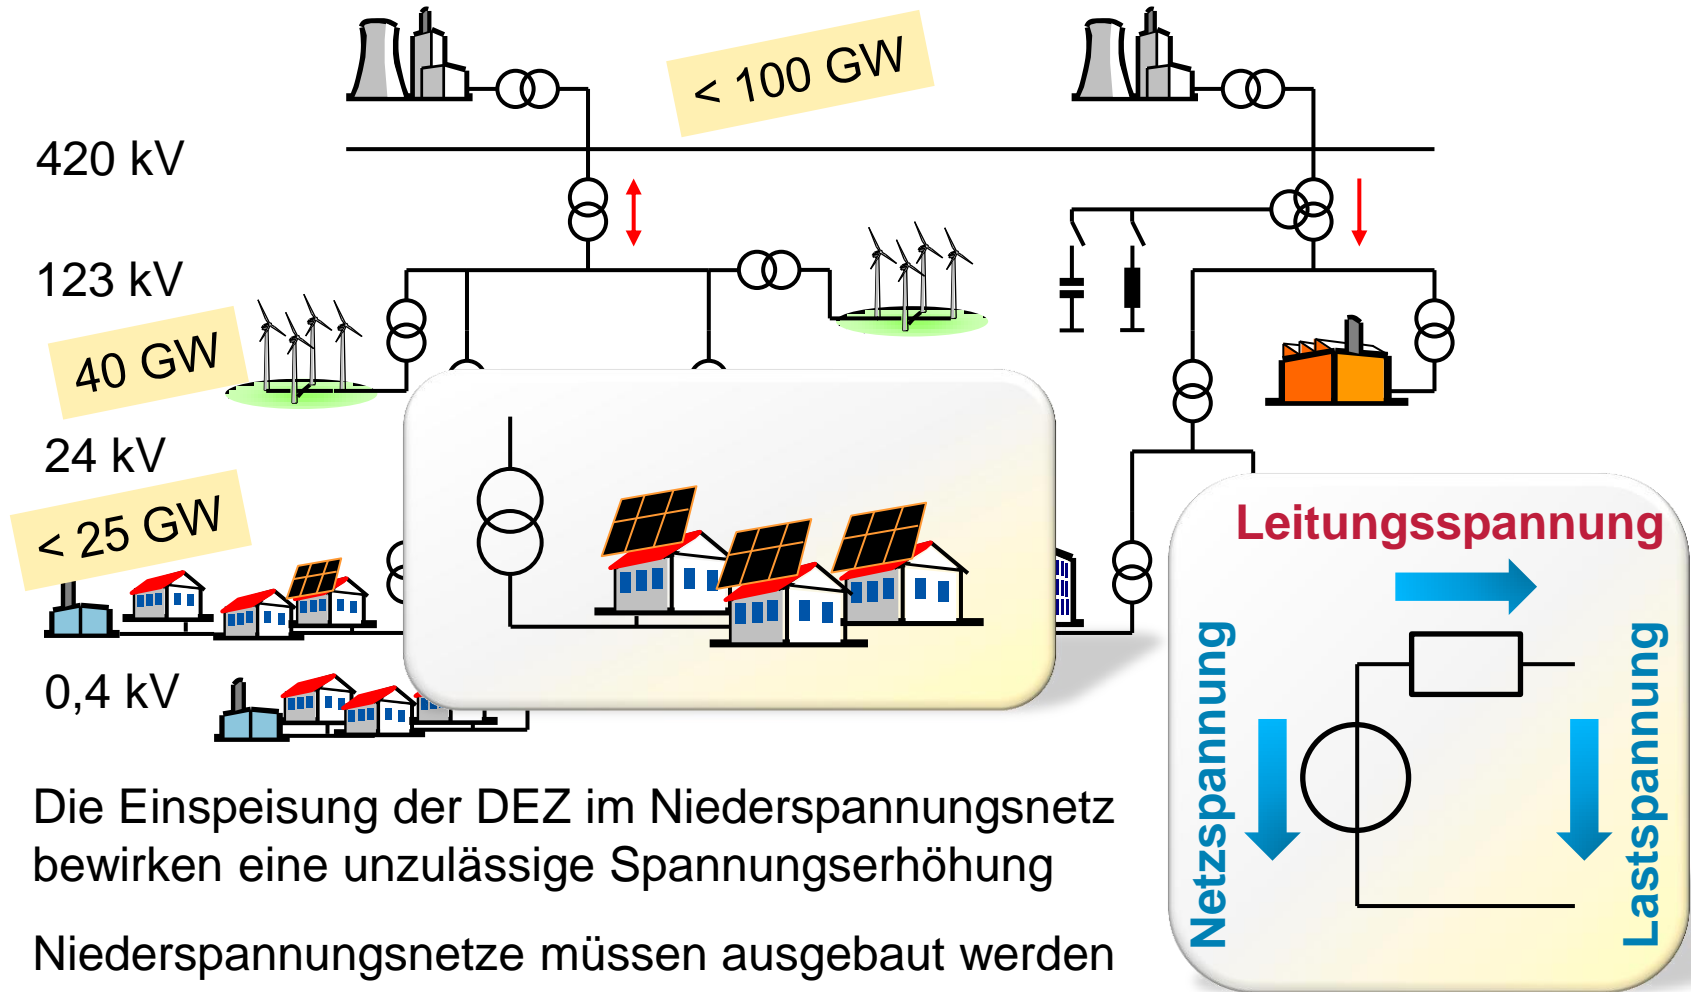 < 100 GW
420 kV
123 kV
40 GW
24 kV
< 25 GW
0,4 kV
Leitungsspannung
Netzspannung
Lastspannung
Die Einspeisung der DEZ im Niederspannungsnetz
bewirken eine unzulässige Spannungserhöhung
Niederspannungsnetze müssen ausgebaut werden